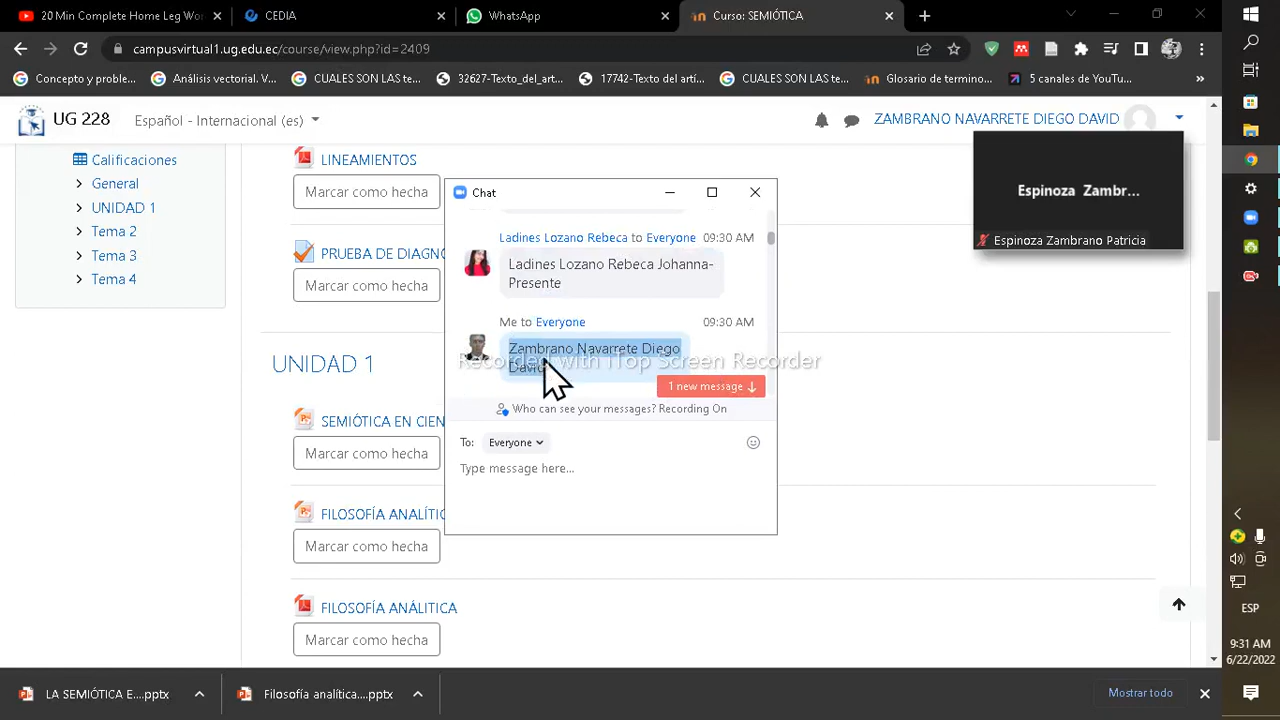 20 Min Complete Home Leg Wo
CEDIA
WhatsApp
Curso: SEMIÓTICA
campusvirtual1.ug.edu.ec/course/view.php?id=2409
Concepto y proble...
Análisis vectorial. V...
CUALES SON LAS te...
32627-Texto_del_ar...
17742-Texto del artí...
CUALES SON LAS te...
Glosario de termino...
5 canales de YouTu...
UG 228
Español - Internacional (es)
ZAMBRANO NAVARRETE DIEGO DAVID
Calificaciones
General
UNIDAD 1
Tema 2
Tema 3
Tema 4
LINEAMIENTOS
Marcar como hecha
PRUEBA DE DIAGNO
Marcar como hecha
UNIDAD 1
SEMIÓTICA EN CIEN
Marcar como hecha
FILOSOFÍA ANALÍTIC
Marcar como hecha
FILOSOFÍA ANÁLITICA
Marcar como hecha
Chat
Ladines Lozano Rebeca to Everyone 09:30 AM
Ladines Lozano Rebeca Johanna-
Presente
Me to Everyone 09:30 AM
Zambrano Navarrete Diego
David
Recorded with iTop Screen Recorder
1 new message
Who can see your messages? Recording On
To: Everyone
Type message here...
Espinoza Zambr...
Espinoza Zambrano Patricia
ESP
9:31 AM
6/22/2022
LA SEMIÓTICA E....pptx
Filosofía analítica....pptx
Mostrar todo